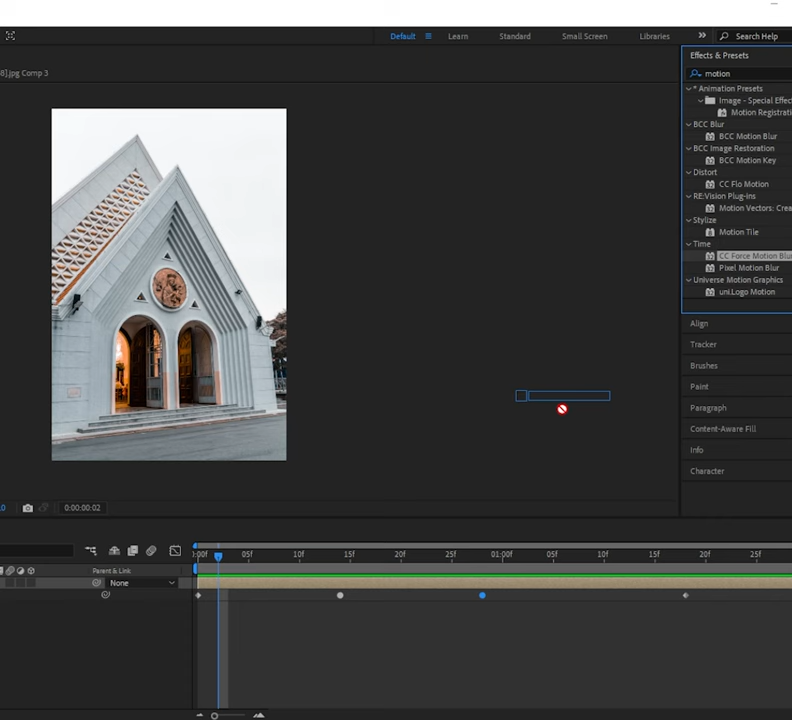 Default
Learn
Standard
Small Screen
Libraries
Search Help
Effects & Presets
8].jpg Comp 3
motion
* Animation Presets
Image - Special Effect
Motion Registrati
BCC Blur
BCC Motion Blur
BCC Image Restoration
BCC Motion Key
Distort
CC Flo Motion
RE:Vision Plug-ins
Motion Vectors: Crea
Stylize
Motion Tile
Time
CC Force Motion Blur
Pixel Motion Blur
Universe Motion Graphics
uni.Logo Motion
Align
Tracker
Brushes
Paint
Paragraph
Content-Aware Fill
Info
Character
0:00:00:02
:00f 05f 10f 15f 20f 25f 01:00f 05f 10f 15f 20f 25f
Parent & Link
None